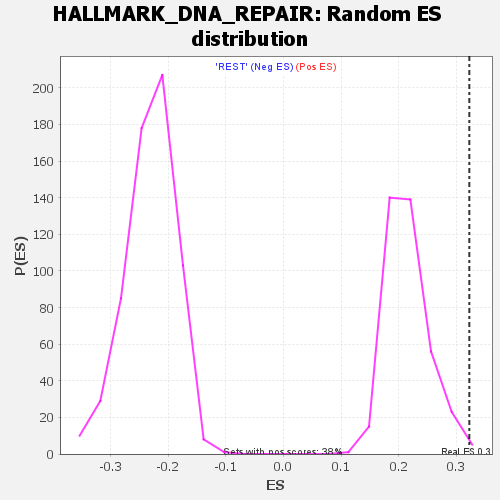 HALLMARK_DNA_REPAIR: Random ES
distribution
'REST' (Neg ES) (Pos ES)
200
180
160
140
120
100
80
60
40
20
0
P(ES)
Sets with pos scores: 38%
Real ES 0.3
-0.3 -0.2 -0.1 0.0 0.1 0.2 0.3
ES